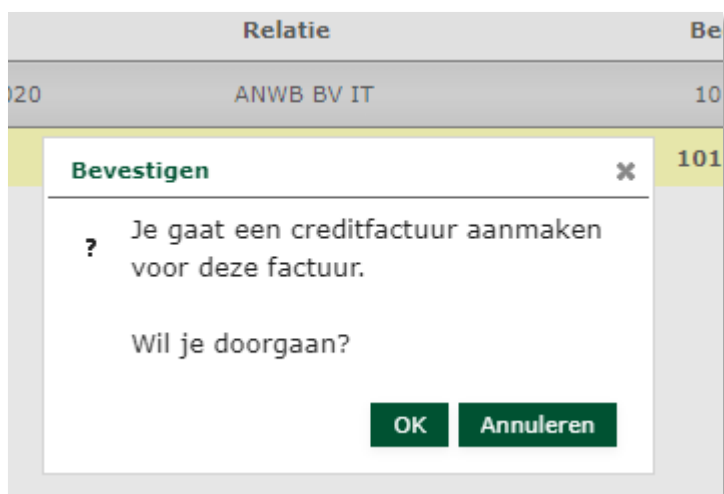 Relatie Be
020 ANWB BV IT 10
101
Bevestigen
? Je gaat een creditfactuur aanmaken
voor deze factuur.
Wil je doorgaan?
OK Annuleren